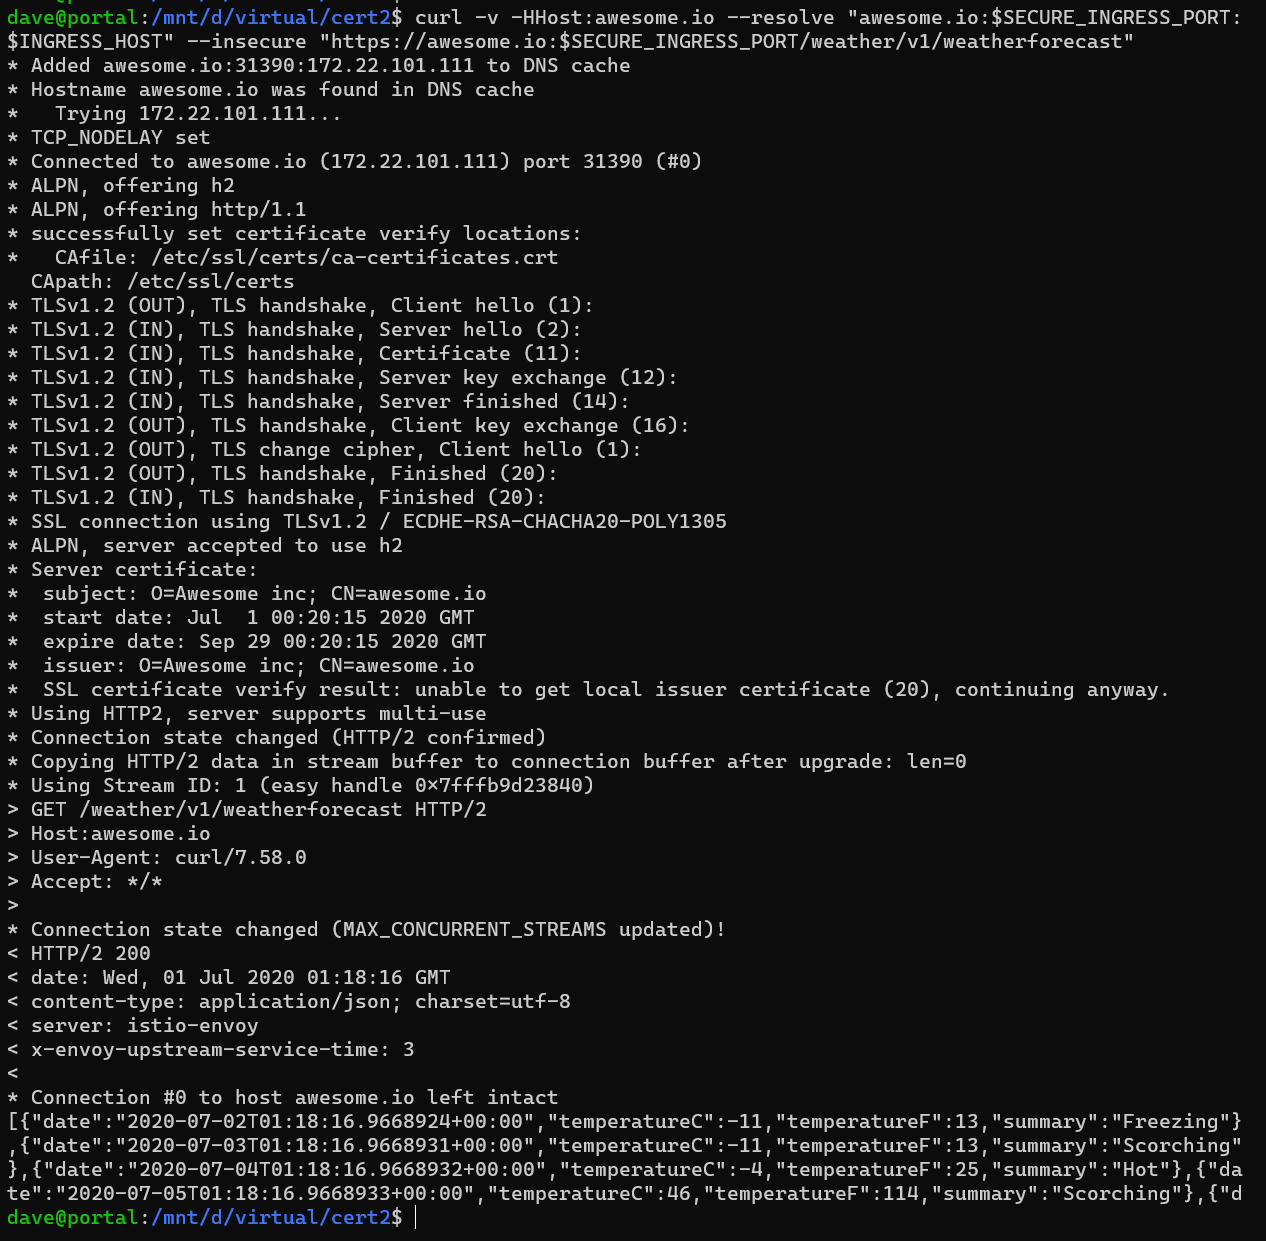 dave@portal:/mnt/d/virtual/cert2$ curl -v -HHost:awesome.io --resolve "awesome.io:$SECURE_INGRESS_PORT:
$INGRESS_HOST" --insecure "https://awesome.io:$SECURE_INGRESS_PORT/weather/v1/weatherforecast"
* Added awesome.io:31390:172.22.101.111 to DNS cache
* Hostname awesome.io was found in DNS cache
*   Trying 172.22.101.111...
* TCP_NODELAY set
* Connected to awesome.io (172.22.101.111) port 31390 (#0)
* ALPN, offering h2
* ALPN, offering http/1.1
* successfully set certificate verify locations:
*   CAfile: /etc/ssl/certs/ca-certificates.crt
  CApath: /etc/ssl/certs
* TLSv1.2 (OUT), TLS handshake, Client hello (1):
* TLSv1.2 (IN), TLS handshake, Server hello (2):
* TLSv1.2 (IN), TLS handshake, Certificate (11):
* TLSv1.2 (IN), TLS handshake, Server key exchange (12):
* TLSv1.2 (IN), TLS handshake, Server finished (14):
* TLSv1.2 (OUT), TLS handshake, Client key exchange (16):
* TLSv1.2 (OUT), TLS change cipher, Client hello (1):
* TLSv1.2 (OUT), TLS handshake, Finished (20):
* TLSv1.2 (IN), TLS handshake, Finished (20):
* SSL connection using TLSv1.2 / ECDHE-RSA-CHACHA20-POLY1305
* ALPN, server accepted to use h2
* Server certificate:
*  subject: O=Awesome inc; CN=awesome.io
*  start date: Jul  1 00:20:15 2020 GMT
*  expire date: Sep 29 00:20:15 2020 GMT
*  issuer: O=Awesome inc; CN=awesome.io
*  SSL certificate verify result: unable to get local issuer certificate (20), continuing anyway.
* Using HTTP2, server supports multi-use
* Connection state changed (HTTP/2 confirmed)
* Copying HTTP/2 data in stream buffer to connection buffer after upgrade: len=0
* Using Stream ID: 1 (easy handle 0x7fffb9d23840)
> GET /weather/v1/weatherforecast HTTP/2
> Host:awesome.io
> User-Agent: curl/7.58.0
> Accept: */*
>
* Connection state changed (MAX_CONCURRENT_STREAMS updated)!
< HTTP/2 200
< date: Wed, 01 Jul 2020 01:18:16 GMT
< content-type: application/json; charset=utf-8
< server: istio-envoy
< x-envoy-upstream-service-time: 3
<
* Connection #0 to host awesome.io left intact
[{"date":"2020-07-02T01:18:16.9668924+00:00","temperatureC":-11,"temperatureF":13,"summary":"Freezing"}
,{"date":"2020-07-03T01:18:16.9668931+00:00","temperatureC":-11,"temperatureF":13,"summary":"Scorching"
},{"date":"2020-07-04T01:18:16.9668932+00:00","temperatureC":-4,"temperatureF":25,"summary":"Hot"},{"da
te":"2020-07-05T01:18:16.9668933+00:00","temperatureC":46,"temperatureF":114,"summary":"Scorching"},{"d
dave@portal:/mnt/d/virtual/cert2$